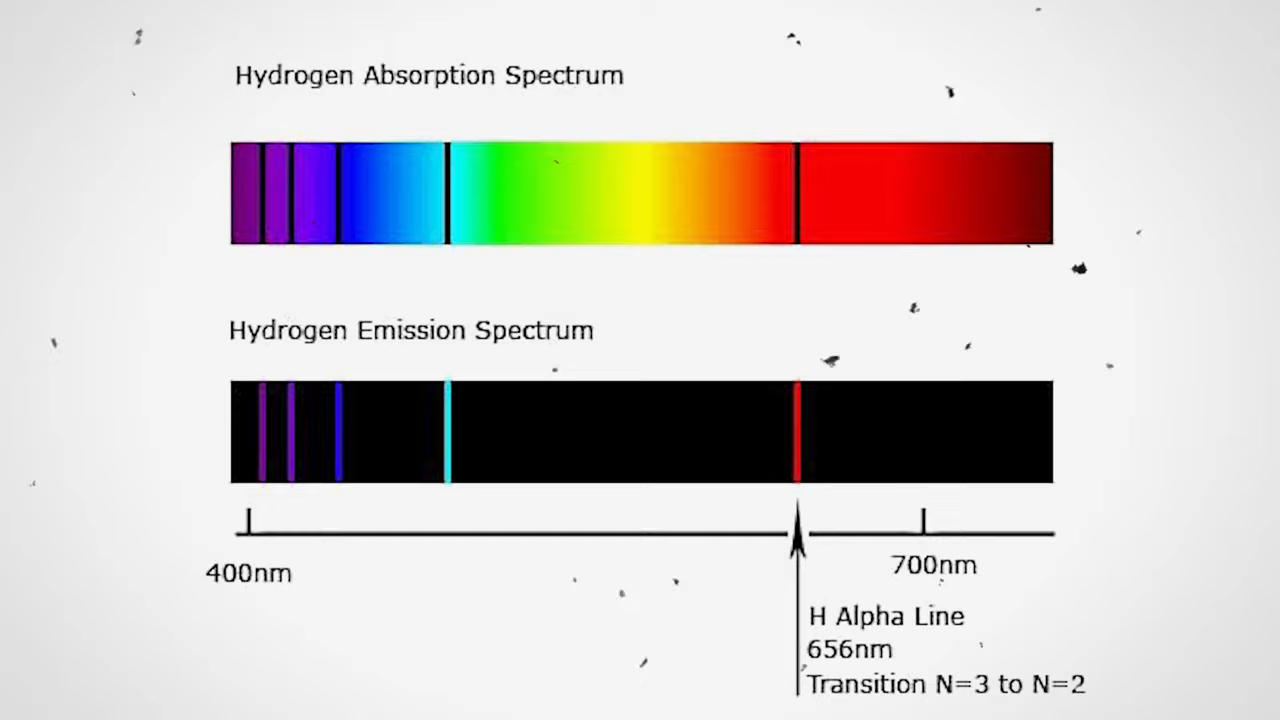 Hydrogen Absorption Spectrum
Hydrogen Emission Spectrum
400nm
700nm
H Alpha Line
656nm
Transition N=3 to N=2